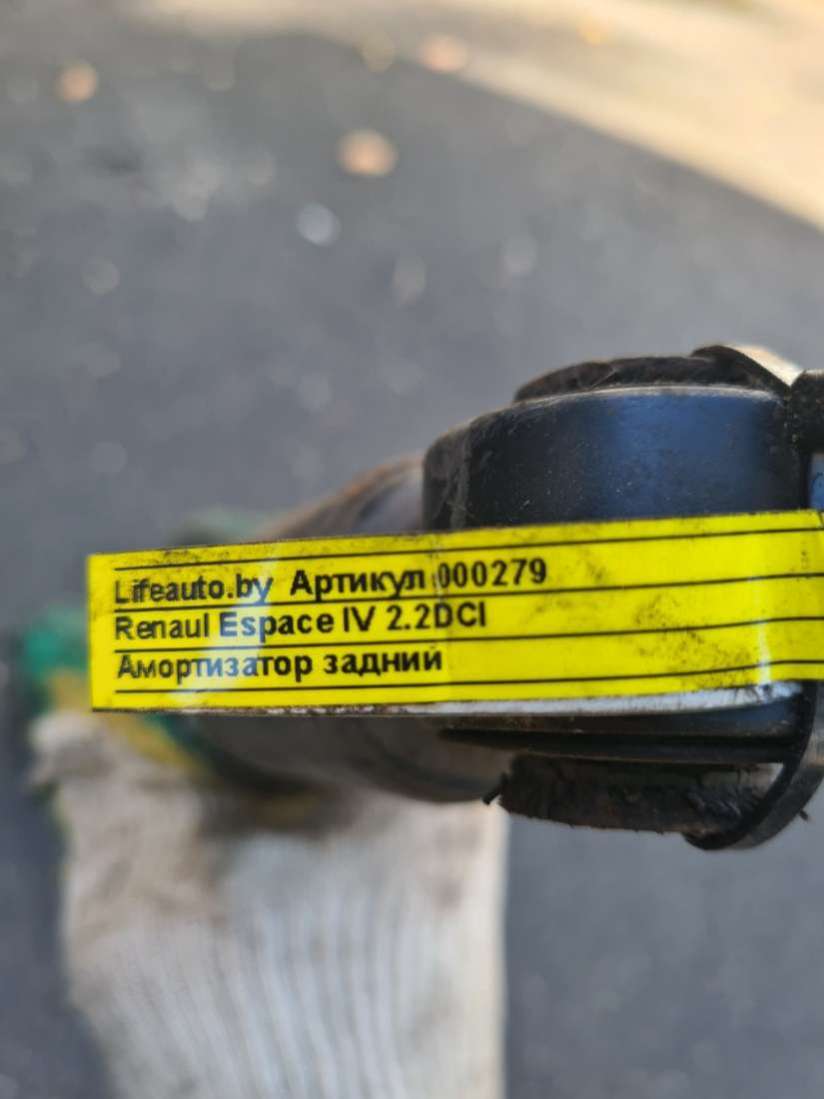 Lifeauto.by Артикул 000279
Renaul Espace IV 2.2DCI
Амортизатор задний